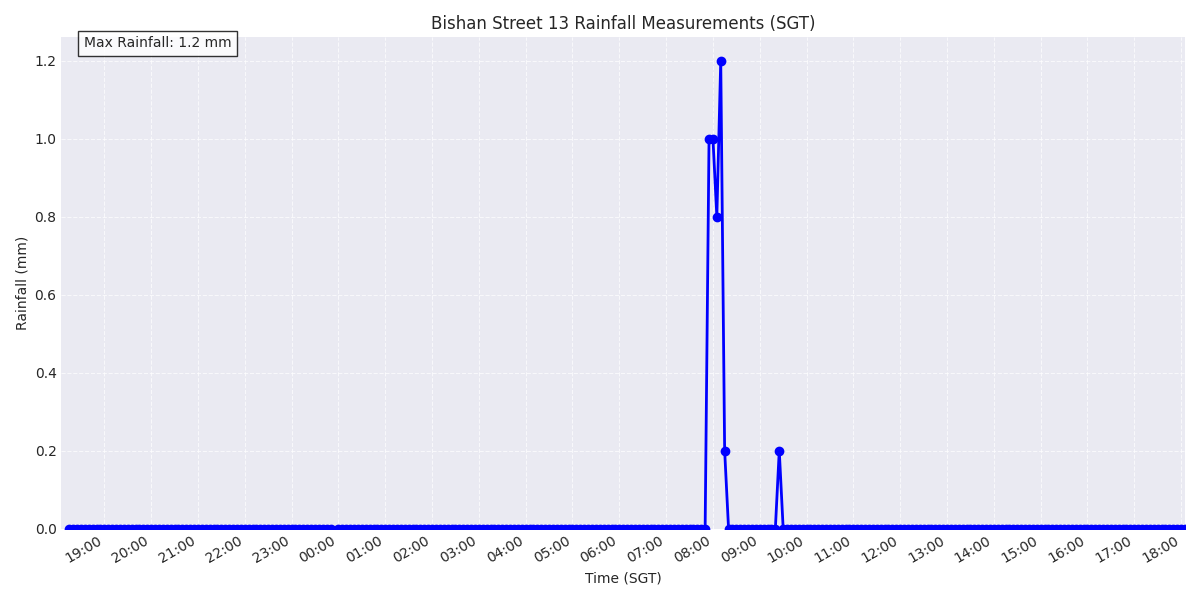 Bishan Street 13 Rainfall Measurements (SGT)
Max Rainfall: 1.2 mm
1.2
1.0
0.8
0.6
0.4
0.2
0.0
Rainfall (mm)
19:00 20:00 21:00 22:00 23:00 00:00 01:00 02:00 03:00 04:00 05:00 06:00 07:00 08:00 09:00 10:00 11:00 12:00 13:00 14:00 15:00 16:00 17:00 18:00
Time (SGT)